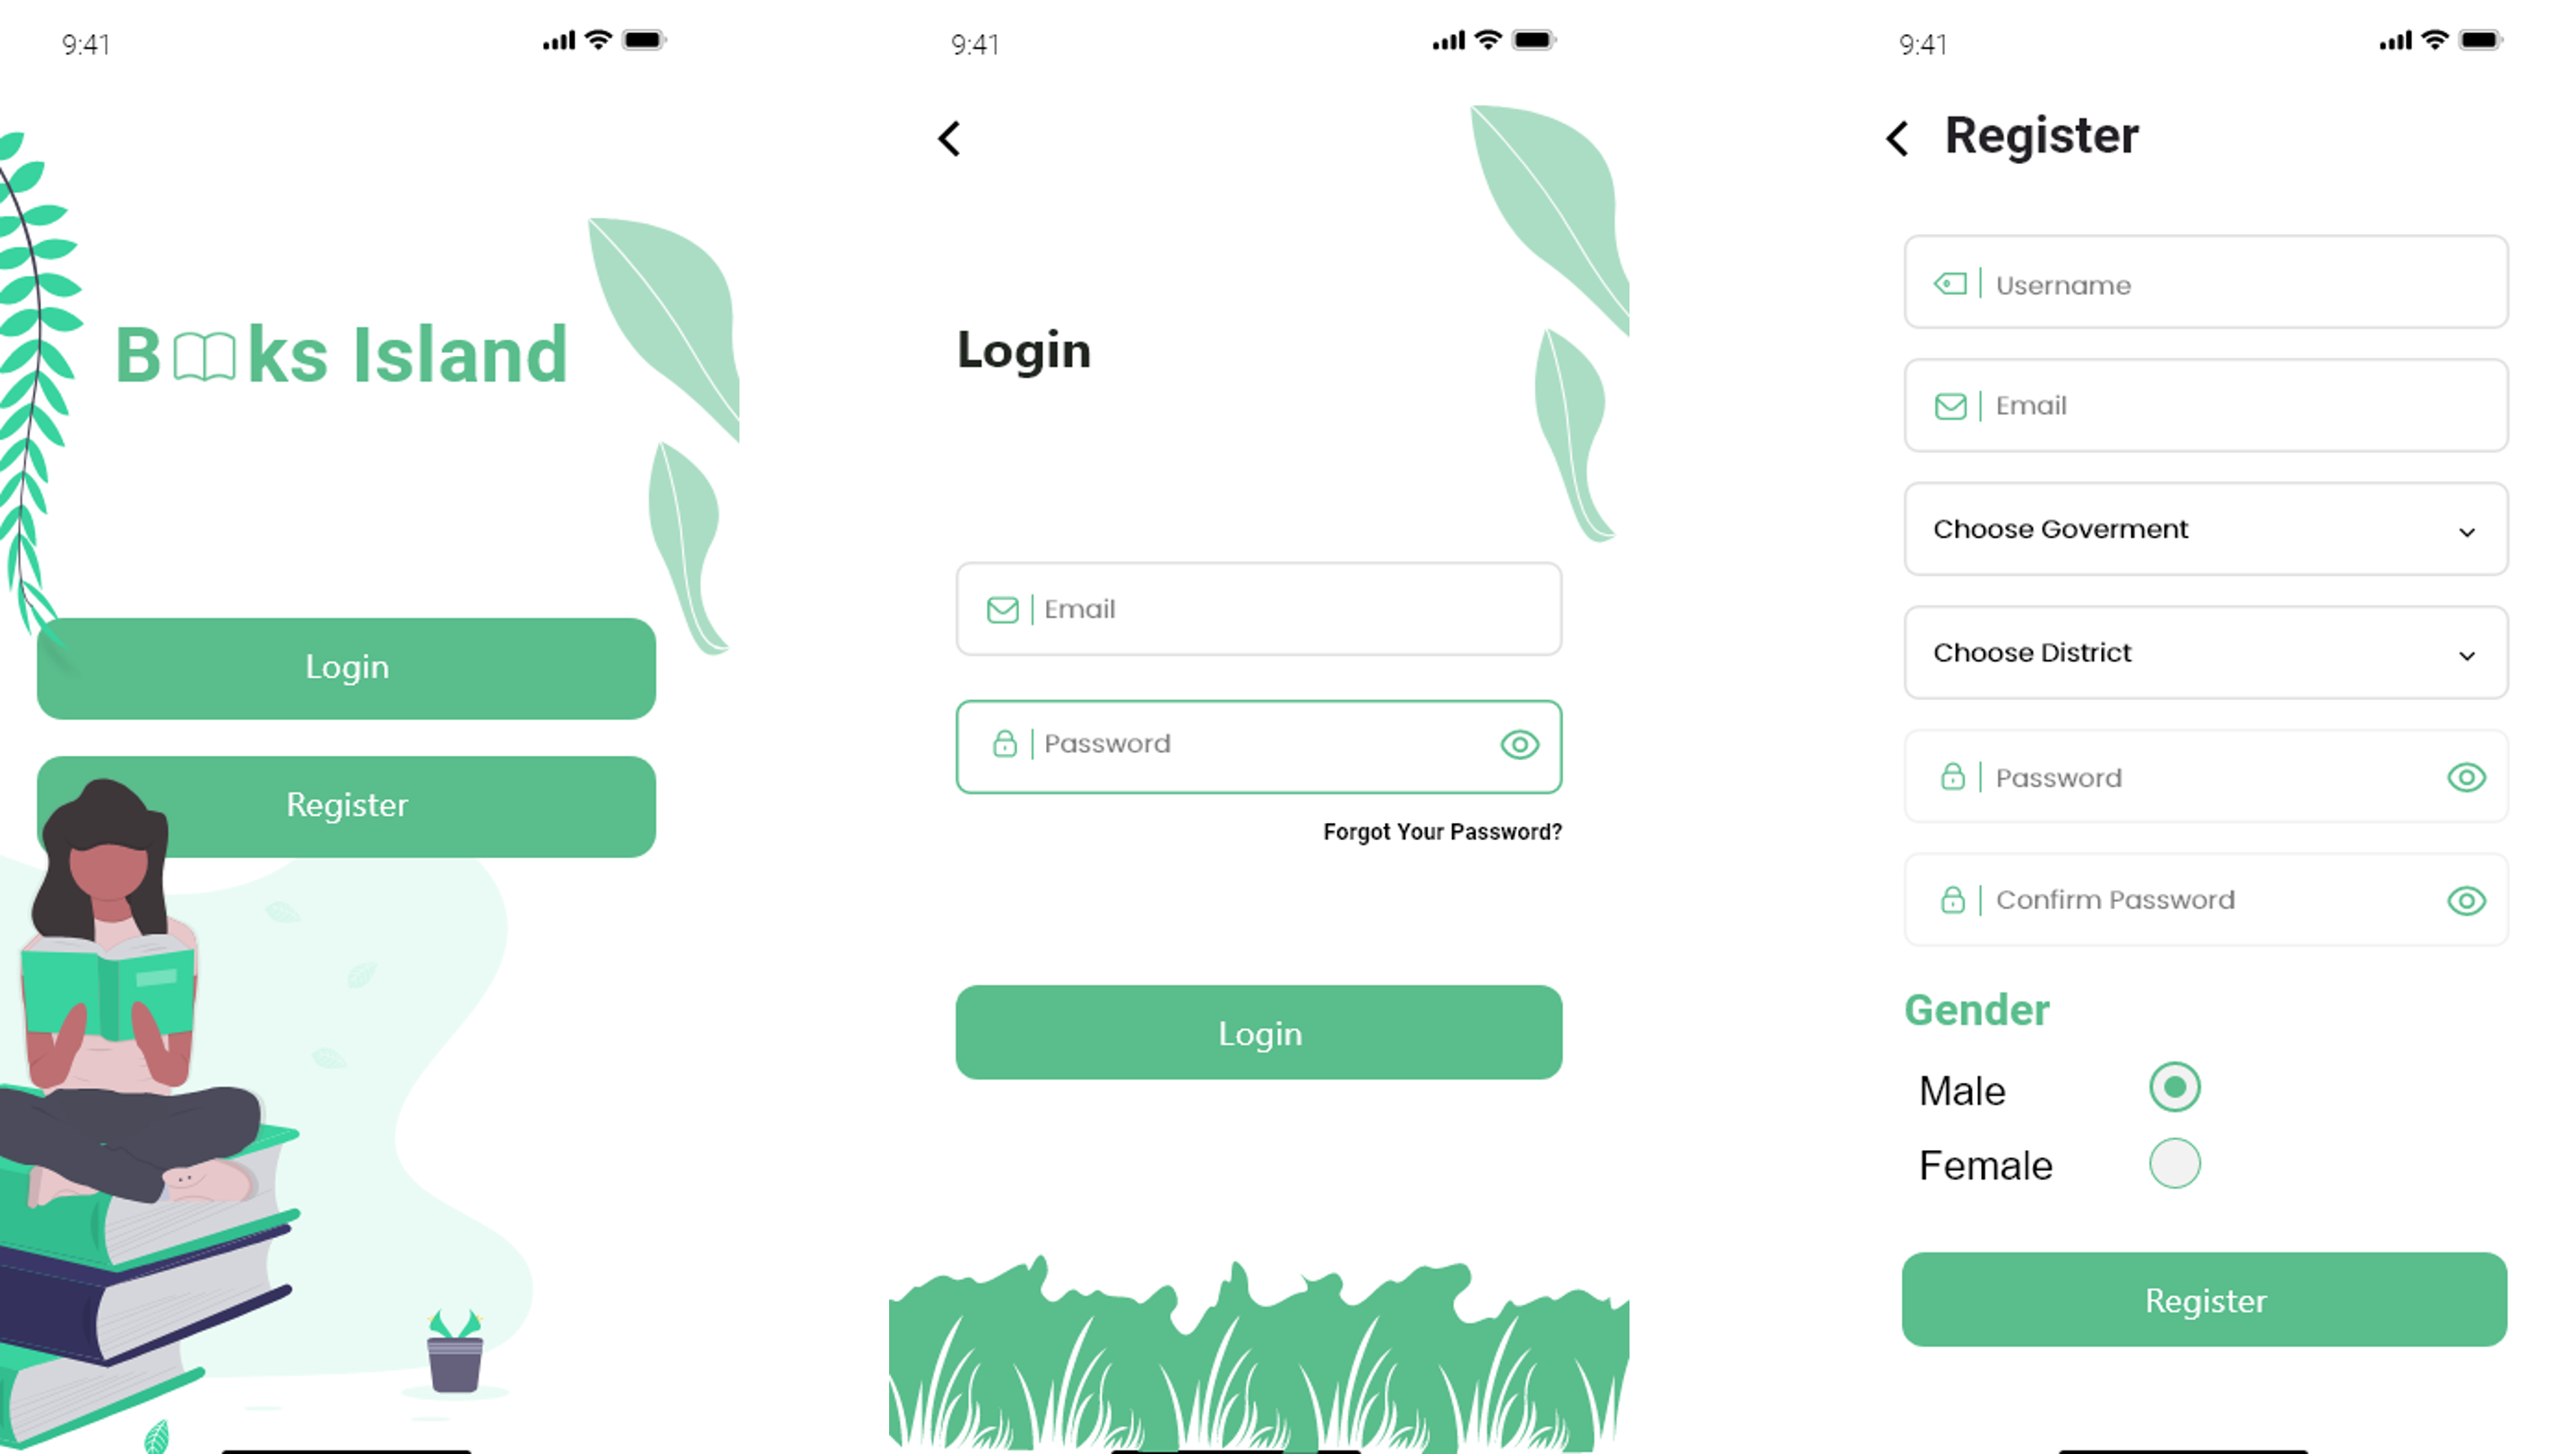 9:41
B ks Island
Login
Register
9:41
Login
Email
Password
Forgot Your Password?
Login
9:41
Register
Username
Email
Choose Goverment
Choose District
Password
Confirm Password
Gender
Male
Female
Register